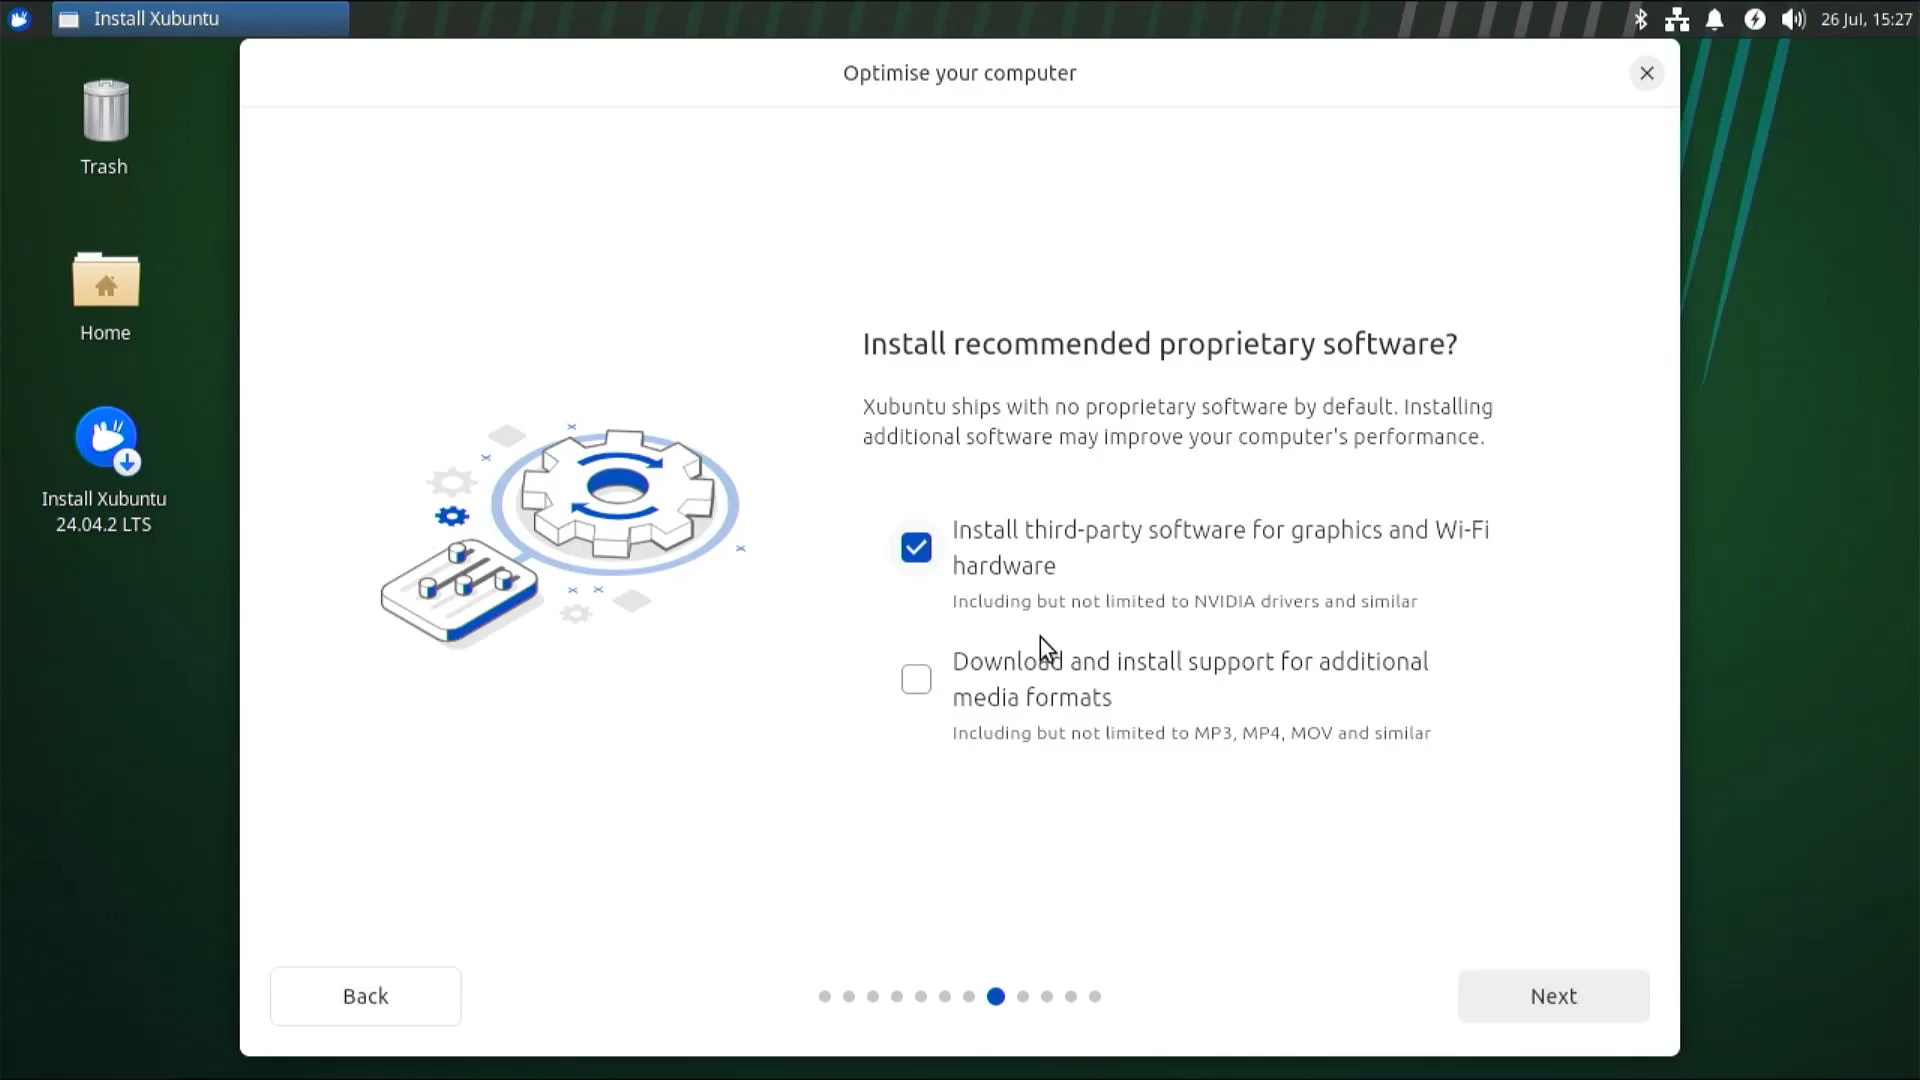 Install Xubuntu
26 Jul, 15:27
Optimise your computer
Trash
Home
Install Xubuntu
24.04.2 LTS
Install recommended proprietary software?
Xubuntu ships with no proprietary software by default. Installing
additional software may improve your computer's performance.
Install third-party software for graphics and Wi-Fi
hardware
Including but not limited to NVIDIA drivers and similar
Download and install support for additional
media formats
Including but not limited to MP3, MP4, MOV and similar
Back
Next